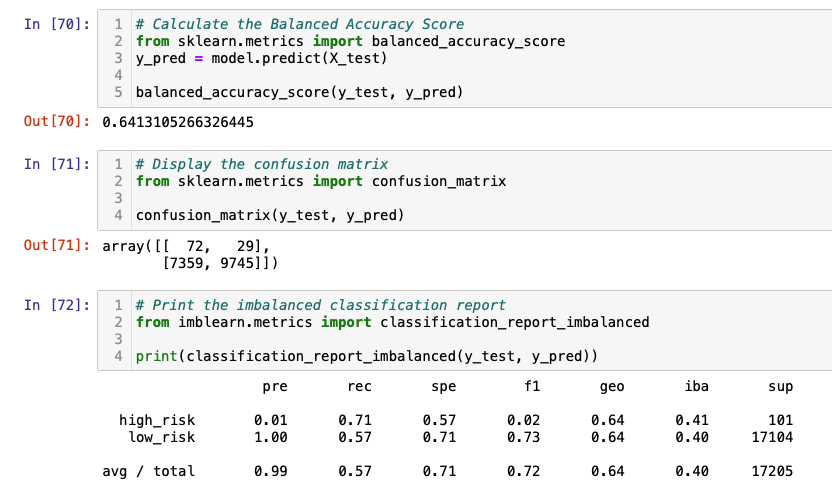 In [70]:
1 # Calculate the Balanced Accuracy Score
2 from sklearn.metrics import balanced_accuracy_score
3 y_pred = model.predict(X_test)
4
5 balanced_accuracy_score(y_test, y_pred)
Out[70]: 0.6413105266326445
In [71]:
1 # Display the confusion matrix
2 from sklearn.metrics import confusion_matrix
3
4 confusion_matrix(y_test, y_pred)
Out[71]: array([[  72,   29],
       [7359, 9745]])
In [72]:
1 # Print the imbalanced classification report
2 from imblearn.metrics import classification_report_imbalanced
3
4 print(classification_report_imbalanced(y_test, y_pred))
pre rec spe f1 geo iba sup
high_risk 0.01 0.71 0.57 0.02 0.64 0.41 101
low_risk 1.00 0.57 0.71 0.73 0.64 0.40 17104
avg / total 0.99 0.57 0.71 0.72 0.64 0.40 17205